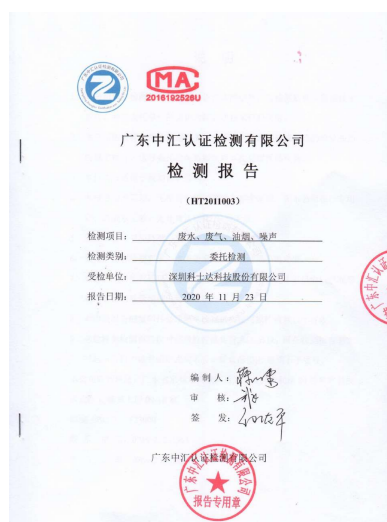 MA
2016192526U
广东中汇认证检测有限公司
检测报告
(HT2011003)
检测项目: 废水、废气、油烟、噪声
检测类别: 委托检测
受检单位: 深圳科士达科技股份有限公司
报告日期: 2020 年 11 月 23 日
编 制 人:
审 核:
签 发:
广东中汇认证检测有限公司
报告专用章